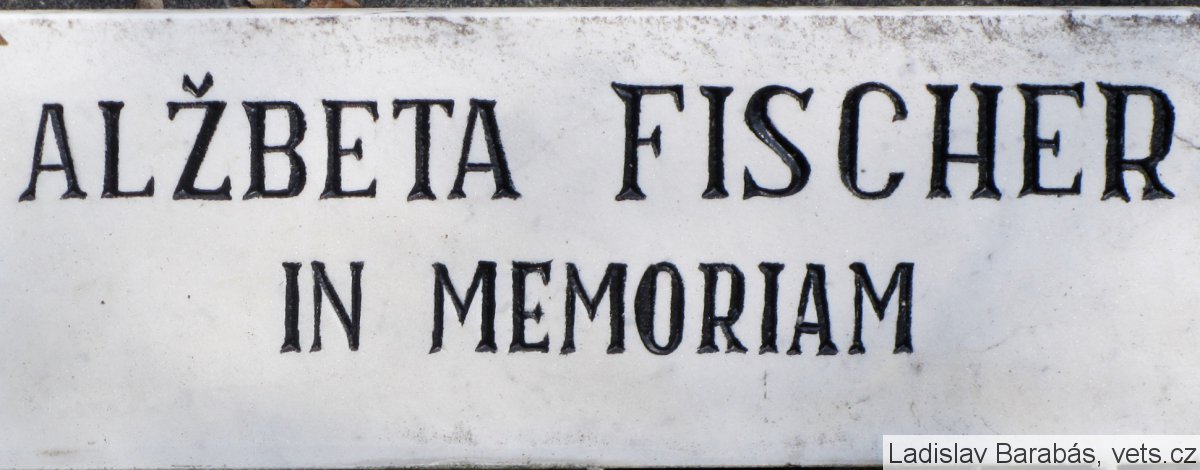 ALŽBETA FISCHER
IN MEMORIAM
Ladislav Barabás, vets.cz